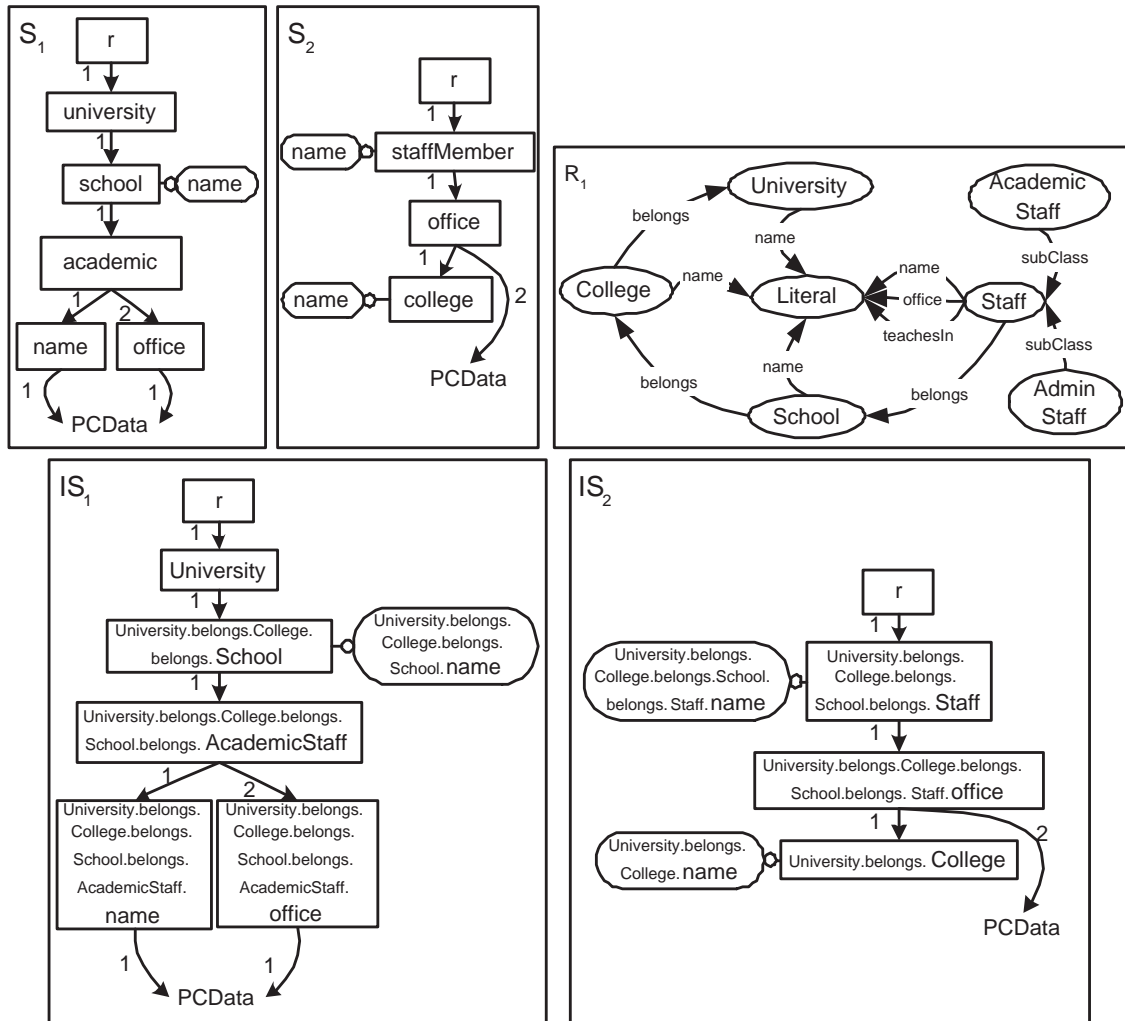 S1
r
1
university
1
school
name
1
academic
1
2
name
office
1
1
PCData
S2
r
1
name
staffMember
1
office
1
2
name
college
PCData
R1
University
Academic
Staff
belongs
name
subClass
College
name
Literal
name
office
teachesIn
Staff
name
subClass
belongs
belongs
School
Admin
Staff
IS1
r
1
University
1
University.belongs.College.
belongs. School
University.belongs.
College.belongs.
School. name
1
University.belongs.College.belongs.
School.belongs. AcademicStaff
1
2
University.belongs.
College.belongs.
School.belongs.
AcademicStaff.
name
University.belongs.
College.belongs.
School.belongs.
AcademicStaff.
office
1
1
PCData
IS2
r
1
University.belongs.
College.belongs.School.
belongs. Staff. name
University.belongs.
College.belongs.
School.belongs. Staff
1
University.belongs.College.belongs.
School.belongs. Staff. office
1
2
University.belongs.
College. name
University.belongs. College
PCData